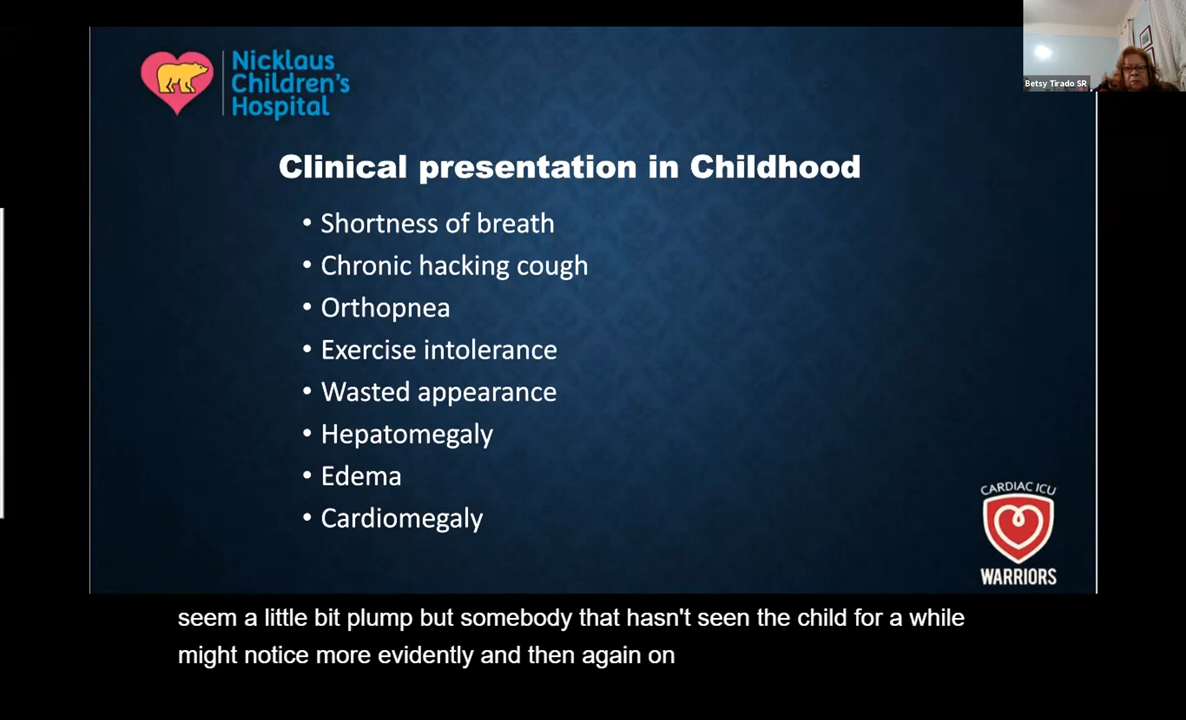 Nicklaus
Children's
Hospital
Betsy Tirado SR
Clinical presentation in Childhood
• Shortness of breath
• Chronic hacking cough
• Orthopnea
• Exercise intolerance
• Wasted appearance
• Hepatomegaly
• Edema
• Cardiomegaly
CARDIAC ICU
WARRIORS
seem a little bit plump but somebody that hasn't seen the child for a while
might notice more evidently and then again on